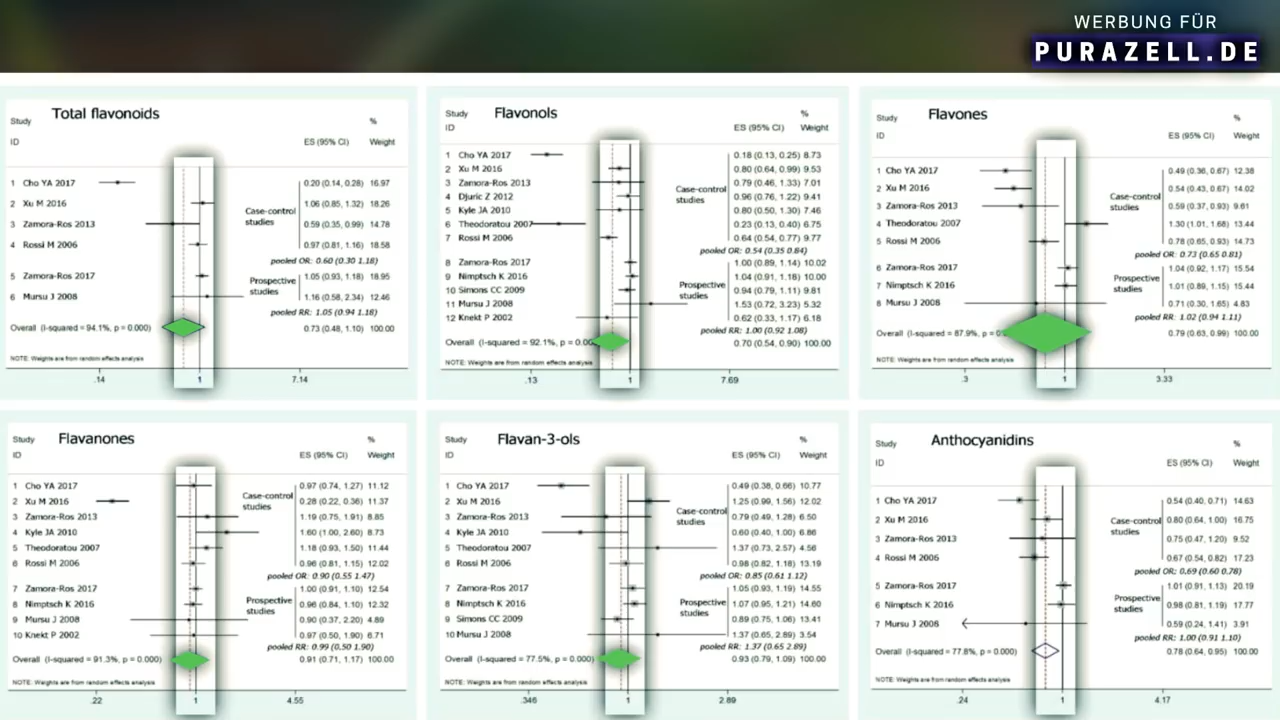 WERBUNG FÜR
PURAZELL.DE
Total flavonoids
Study %
ID ES (95% CI) Weight
1 Cho YA 2017 0.20 (0.14, 0.28) 16.97
2 Xu M 2016 1.06 (0.85, 1.32) 18.26
3 Zamora-Ros 2013 0.59 (0.35, 0.99) 14.78
4 Rossi M 2006 0.97 (0.81, 1.16) 18.58
Case-control
studies
pooled OR: 0.60 (0.30 1.18)
5 Zamora-Ros 2017 1.05 (0.93, 1.18) 18.95
6 Mursu J 2008 1.16 (0.58, 2.34) 12.46
Prospective
studies
pooled RR: 1.05 (0.94 1.18)
Overall (I-squared = 94.1%, p = 0.000) 0.73 (0.48, 1.10) 100.00
NOTE: Weights are from random effects analysis
.14 1 7.14
Flavonols
Study %
ID ES (95% CI) Weight
1 Cho YA 2017 0.18 (0.13, 0.25) 8.73
2 Xu M 2016 0.80 (0.64, 0.99) 9.53
3 Zamora-Ros 2013 0.79 (0.46, 1.33) 7.01
4 Djuric Z 2012 0.96 (0.76, 1.22) 9.41
5 Kyle JA 2010 0.80 (0.50, 1.30) 7.46
6 Theodoratou 2007 0.23 (0.13, 0.40) 6.75
7 Rossi M 2006 0.64 (0.54, 0.77) 9.77
Case-control
studies
pooled OR: 0.54 (0.35 0.84)
8 Zamora-Ros 2017 1.00 (0.89, 1.14) 10.02
9 Nimptsch K 2016 1.04 (0.91, 1.18) 10.00
10 Simons CC 2009 0.94 (0.79, 1.11) 9.81
11 Mursu J 2008 1.53 (0.72, 3.23) 5.32
12 Knekt P 2002 0.62 (0.33, 1.17) 6.18
Prospective
studies
pooled RR: 1.00 (0.92 1.08)
Overall (I-squared = 92.1%, p = 0.00 0.70 (0.54, 0.90) 100.00
NOTE: Weights are from random effects analysis
.13 1 7.69
Flavones
Study %
ID ES (95% CI) Weight
1 Cho YA 2017 0.49 (0.36, 0.67) 12.38
2 Xu M 2016 0.54 (0.43, 0.67) 14.02
3 Zamora-Ros 2013 0.59 (0.37, 0.93) 9.61
4 Theodoratou 2007 1.30 (1.01, 1.68) 13.44
5 Rossi M 2006 0.78 (0.65, 0.93) 14.73
Case-control
studies
pooled OR: 0.73 (0.65 0.81)
6 Zamora-Ros 2017 1.04 (0.92, 1.17) 15.54
7 Nimptsch K 2016 1.01 (0.89, 1.15) 15.44
8 Mursu J 2008 0.71 (0.30, 1.65) 4.83
Prospective
studies
pooled RR: 1.02 (0.94 1.11)
Overall (I-squared = 87.9%, p = 0.79 (0.63, 0.99) 100.00
NOTE: Weights are from random effects analysis
.3 1 3.33
Flavanones
Study %
ID ES (95% CI) Weight
1 Cho YA 2017 0.97 (0.74, 1.27) 11.12
2 Xu M 2016 0.28 (0.22, 0.36) 11.37
3 Zamora-Ros 2013 1.19 (0.75, 1.91) 8.85
4 Kyle JA 2010 1.60 (1.00, 2.60) 8.73
5 Theodoratou 2007 1.18 (0.93, 1.50) 11.44
6 Rossi M 2006 0.96 (0.81, 1.15) 12.02
Case-control
studies
pooled OR: 0.90 (0.55 1.47)
7 Zamora-Ros 2017 1.00 (0.91, 1.10) 12.54
8 Nimptsch K 2016 0.96 (0.84, 1.10) 12.32
9 Mursu J 2008 0.90 (0.37, 2.20) 4.89
10 Knekt P 2002 0.97 (0.50, 1.90) 6.71
Prospective
studies
pooled RR: 0.99 (0.50 1.90)
Overall (I-squared = 91.3%, p = 0.000) 0.91 (0.71, 1.17) 100.00
NOTE: Weights are from random effects analysis
.22 1 4.55
Flavan-3-ols
Study %
ID ES (95% CI) Weight
1 Cho YA 2017 0.49 (0.38, 0.66) 10.77
2 Xu M 2016 1.25 (0.99, 1.56) 12.02
3 Zamora-Ros 2013 0.79 (0.49, 1.28) 6.50
4 Kyle JA 2010 0.60 (0.40, 1.00) 6.86
5 Theodoratou 2007 1.37 (0.73, 2.57) 4.56
6 Rossi M 2006 0.98 (0.82, 1.18) 13.19
Case-control
studies
pooled OR: 0.85 (0.61 1.12)
7 Zamora-Ros 2017 1.05 (0.93, 1.19) 14.55
8 Nimptsch K 2016 1.07 (0.95, 1.21) 14.60
9 Simons CC 2009 0.89 (0.75, 1.06) 13.41
10 Mursu J 2008 1.37 (0.65, 2.89) 3.54
Prospective
studies
pooled RR: 1.37 (0.65 2.89)
Overall (I-squared = 77.5%, p = 0.000) 0.93 (0.79, 1.09) 100.00
NOTE: Weights are from random effects analysis
.346 1 2.89
Anthocyanidins
Study %
ID ES (95% CI) Weight
1 Cho YA 2017 0.54 (0.40, 0.71) 14.63
2 Xu M 2016 0.80 (0.64, 1.00) 16.75
3 Zamora-Ros 2013 0.75 (0.47, 1.20) 9.52
4 Rossi M 2006 0.67 (0.54, 0.82) 17.23
Case-control
studies
pooled OR: 0.69 (0.60 0.78)
5 Zamora-Ros 2017 1.01 (0.91, 1.13) 20.19
6 Nimptsch K 2016 0.98 (0.81, 1.19) 17.77
7 Mursu J 2008 0.59 (0.24, 1.41) 3.91
Prospective
studies
pooled RR: 1.00 (0.91 1.10)
Overall (I-squared = 77.8%, p = 0.000) 0.78 (0.64, 0.95) 100.00
NOTE: Weights are from random effects analysis
.24 1 4.17